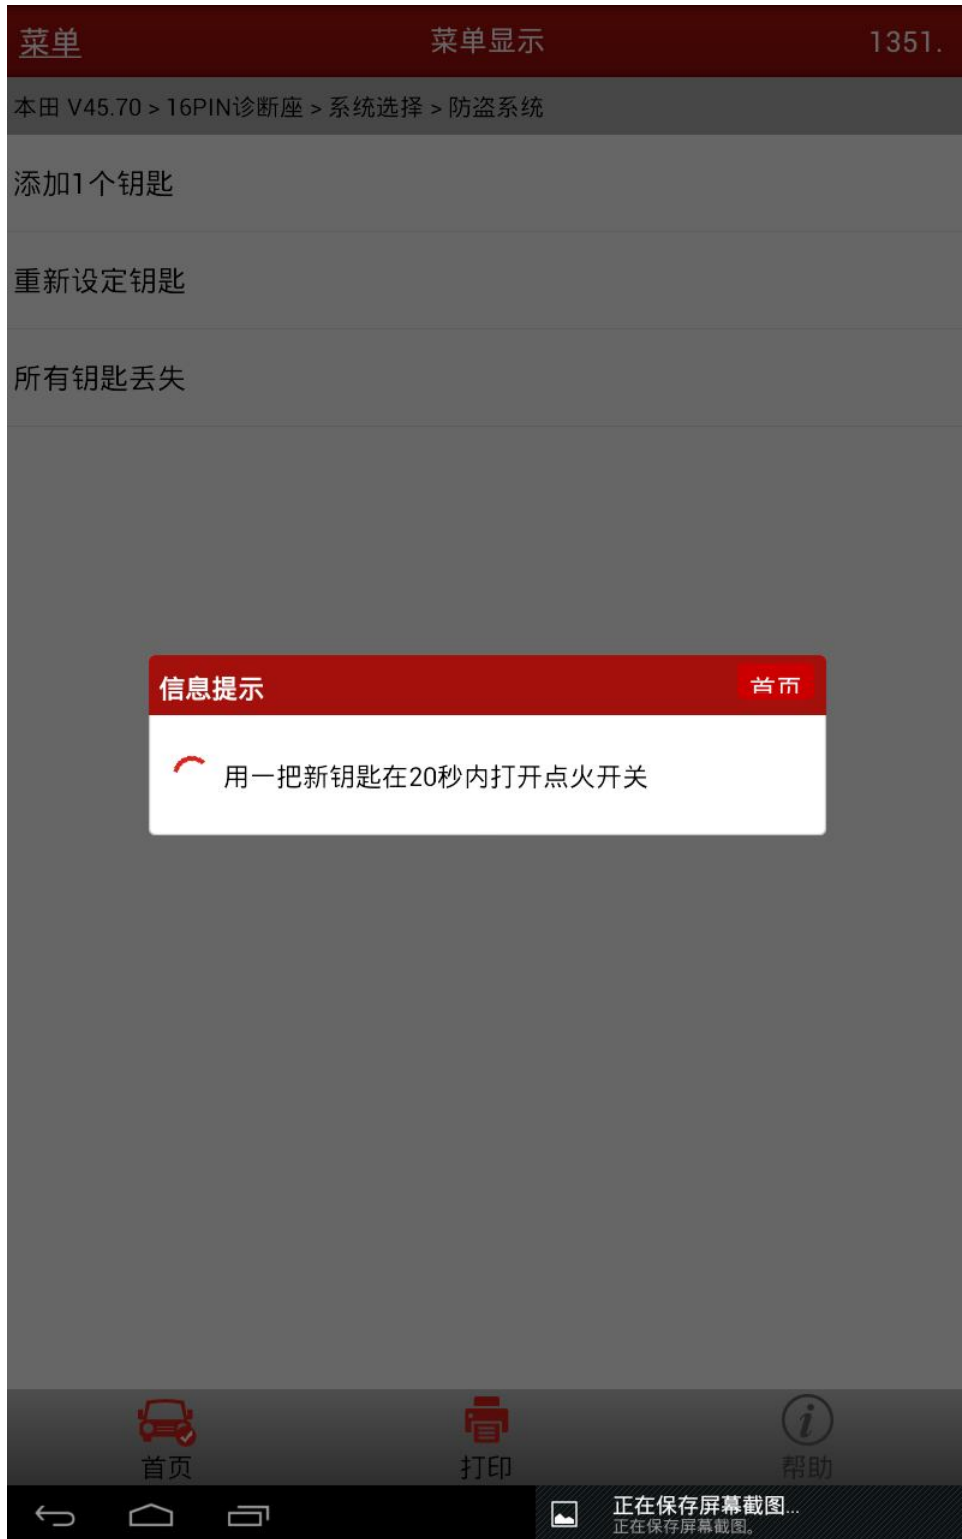 菜单
菜单显示
1351.
本田 V45.70 > 16PIN诊断座 > 系统选择 > 防盗系统
添加1个钥匙
重新设定钥匙
所有钥匙丢失
信息提示
首页
用一把新钥匙在20秒内打开点火开关
首页
打印
帮助
正在保存屏幕截图...
正在保存屏幕截图。